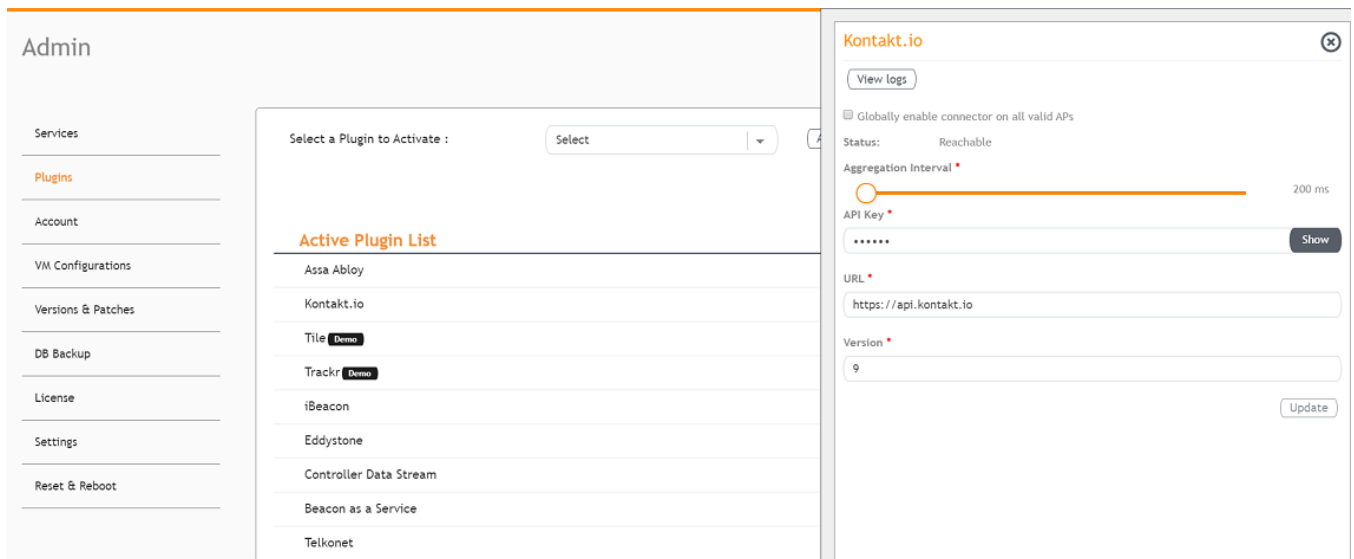 Admin
Services
Plugins
Account
VM Configurations
Versions & Patches
DB Backup
License
Settings
Reset & Reboot
Select a Plugin to Activate :
Select
Active Plugin List
Assa Abloy
Kontakt.io
Tile Demo
Trackr Demo
iBeacon
Eddystone
Controller Data Stream
Beacon as a Service
Telkonet
Kontakt.io
View logs
Globally enable connector on all valid APs
Status: Reachable
Aggregation Interval *
200 ms
API Key *
••••••
Show
URL *
https://api.kontakt.io
Version *
9
Update